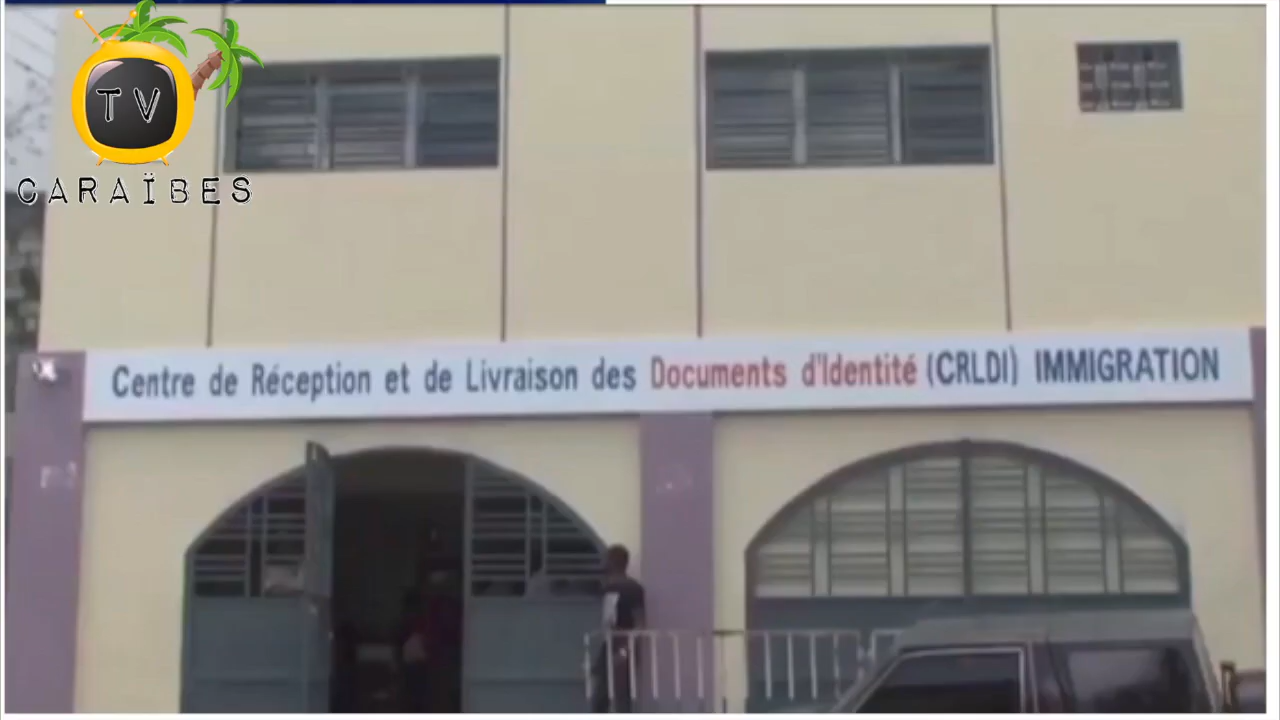 TV
CARAÏBES
Centre de Réception et de Livraison des Documents d'Identité (CRLDI) IMMIGRATION